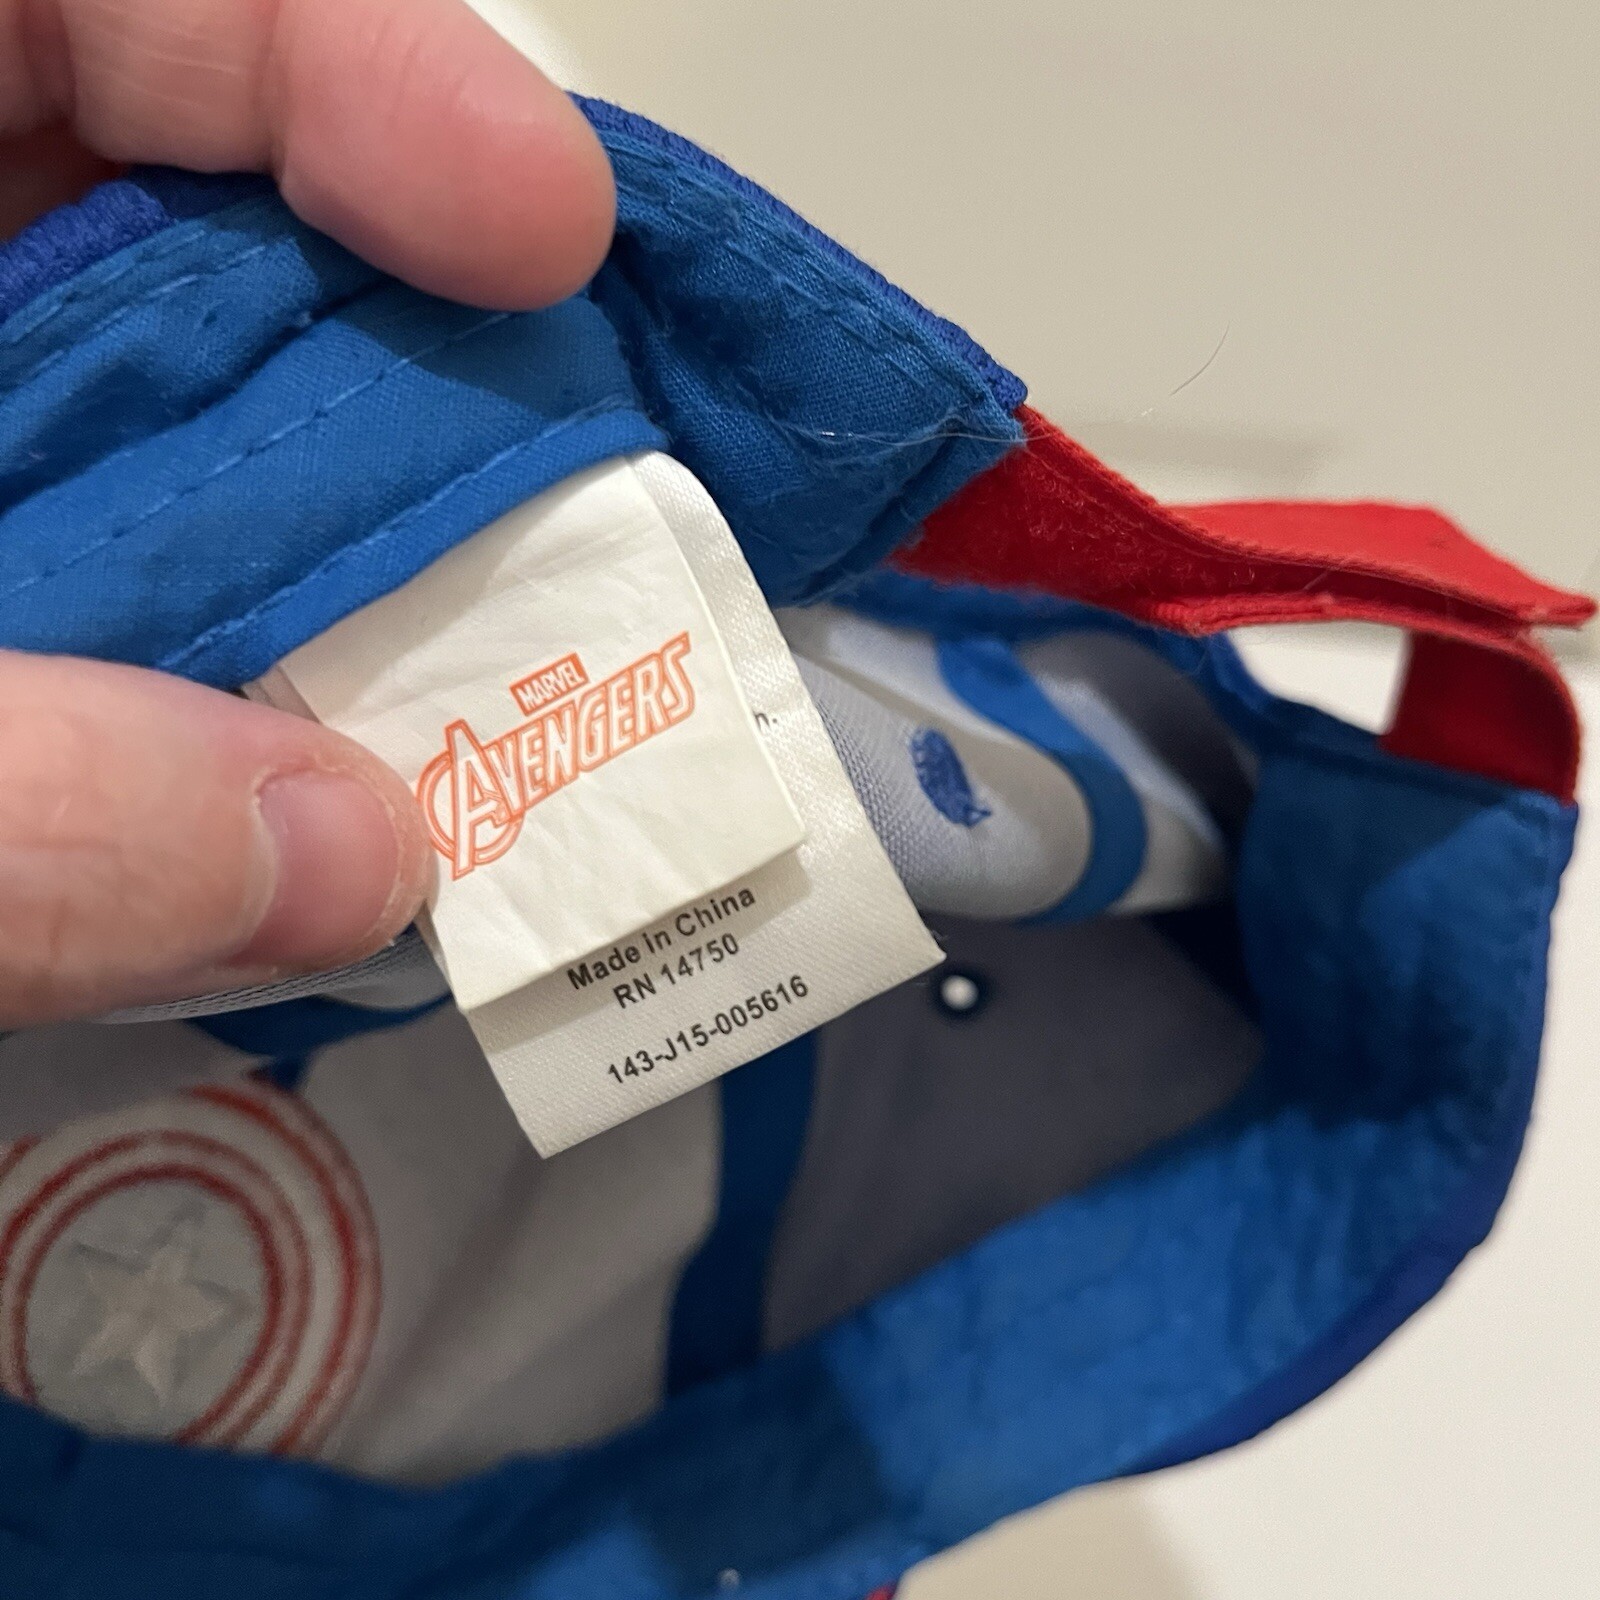 MARVEL
AVENGERS
n.
Made in China
RN 14750
143-J15-005616